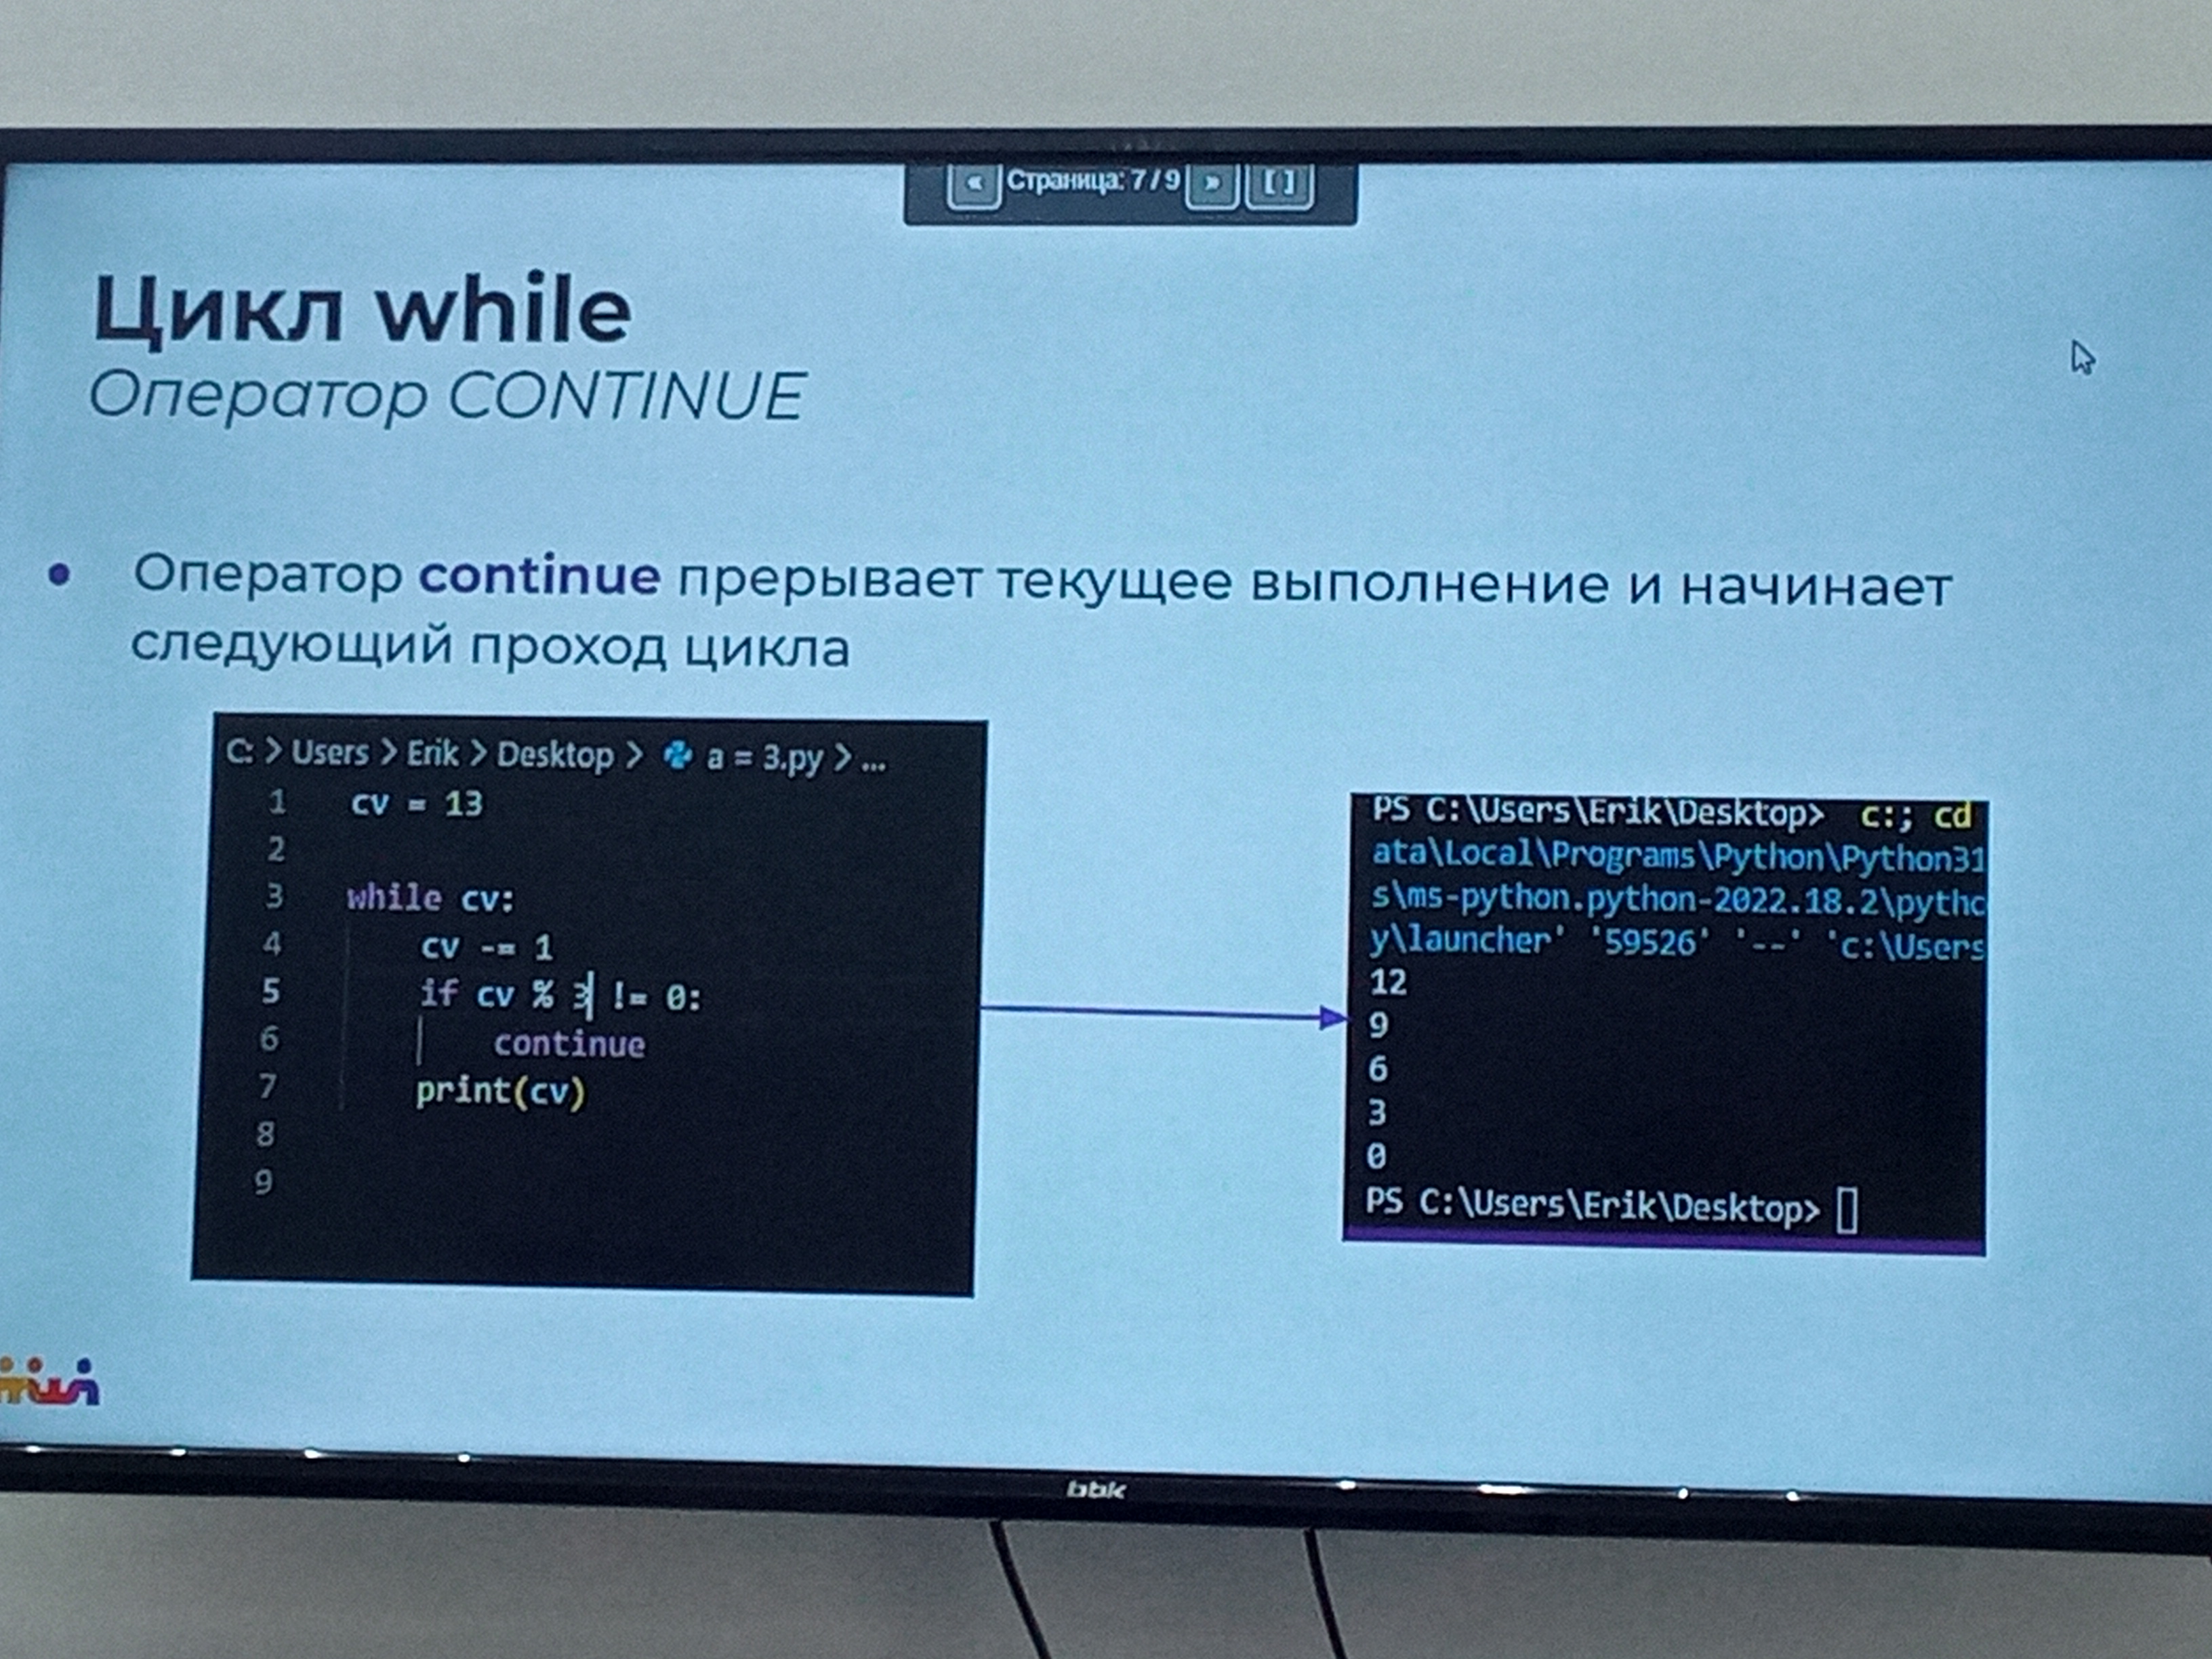 « Страница: 7 / 9 » [ ]
Цикл while
Оператор CONTINUE
• Оператор continue прерывает текущее выполнение и начинает
следующий проход цикла
C: > Users > Erik > Desktop > a = 3.py > ...
1 cv = 13
2
3 while cv:
4 cv -= 1
5 if cv % 3 != 0:
6 continue
7 print(cv)
8
9
PS C:\Users\Erik\Desktop> c:; cd
ata\Local\Programs\Python\Python31
s\ms-python.python-2022.18.2\pythc
y\launcher' '59526' '--' 'c:\Users
12
9
6
3
0
PS C:\Users\Erik\Desktop>
bbk